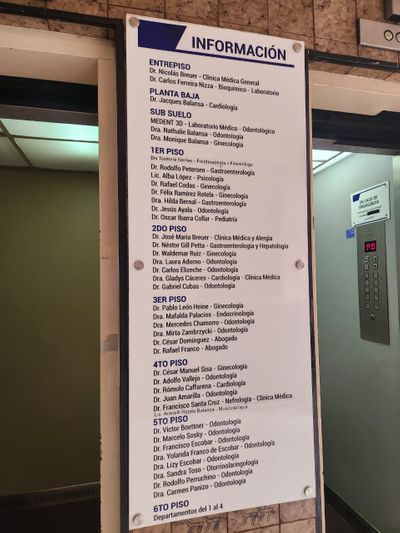 INFORMACIÓN
ENTREPISO
Dr. Nicolás Breuer - Clínica Médica General
Dr. Carlos Ferreira Nizza - Bioquímico - Laboratorio
PLANTA BAJA
Dr. Jacques Balansa - Cardiología
SUB SUELO
MEDENT 3D - Laboratorio Médico - Odontológico
Dra. Nathalie Balansa - Odontología
Dra. Monique Balansa - Ginecología
1ER PISO
Dr. Rodolfo Petersen - Gastroenterología
Lic. Alba López - Psicología
Dr. Rafael Codas - Ginecología
Dr. Félix Ramírez Rotela - Ginecología
Dra. Hilda Bernal - Gastroenterología
Dr. Jesús Ayala - Odontología
Dr. Oscar Ibarra Collar - Pediatría
2DO PISO
Dr. José María Breuer - Clínica Médica y Alergia
Dr. Néstor Gill Petta - Gastroenterología y Hepatología
Dr. Waldemar Ruiz - Ginecología
Dra. Laura Adorno - Odontología
Dr. Carlos Elizeche - Odontología
Dra. Gladys Cáceres - Cardiología - Clínica Médica
Dr. Gabriel Cubas - Odontología
3ER PISO
Dr. Pablo León Heine - Ginecología
Dra. Mafalda Palacios - Endocrinología
Dra. Mercedes Chamorro - Odontología
Dra. Mirta Zambrzycki - Odontología
Dr. César Domínguez - Abogado
Dr. Rafael Franco - Abogado
4TO PISO
Dr. César Manuel Sisa - Ginecología
Dr. Adolfo Vallejo - Odontología
Dr. Rómulo Caffarena - Cardiología
Dr. Juan Amarilla - Odontología
Dr. Francisco Santa Cruz - Nefrología - Clínica Médica
5TO PISO
Dr. Victor Boettner - Odontología
Dr. Marcelo Sosky - Odontología
Dr. Francisco Escobar - Odontología
Dra. Yolanda Franco de Escobar - Odontología
Dra. Lizy Escobar - Odontología
Dra. Sandra Toso - Otorrinolaringología
Dr. Rodolfo Perruchino - Odontología
Dra. Carmen Panizo - Odontología
6TO PISO
Departamentos del 1 al 4
EN CASO DE
EMERGENCIA